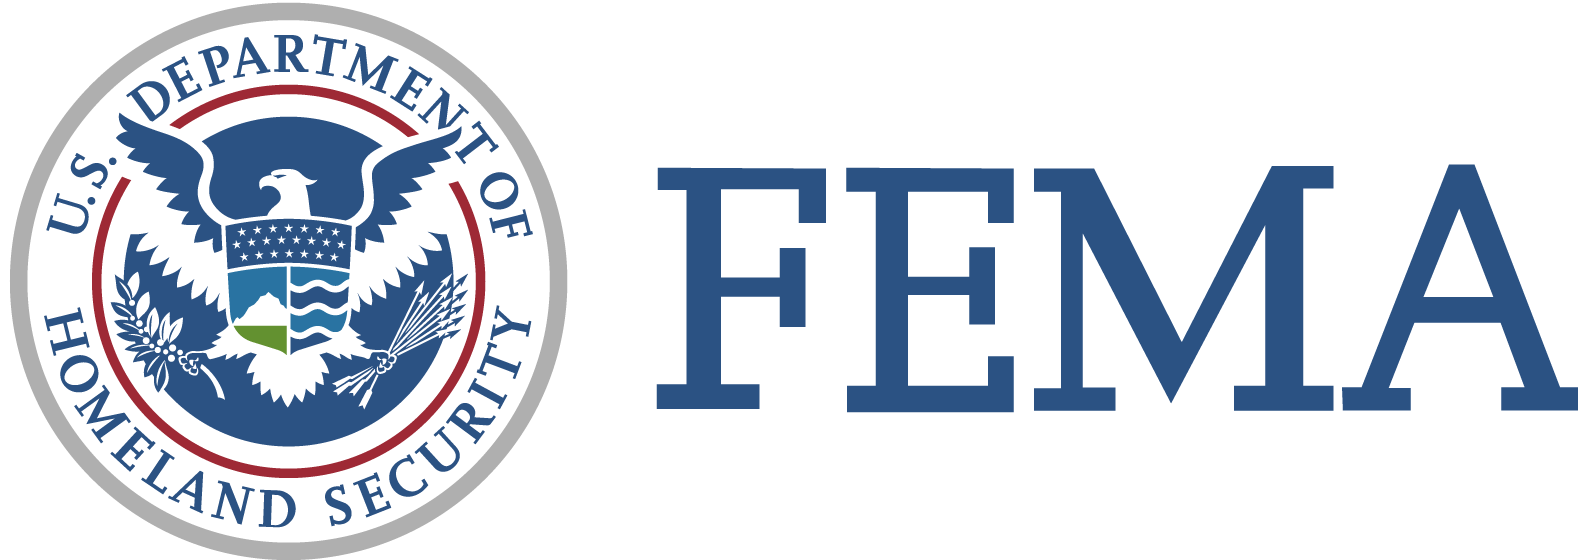 U.S. DEPARTMENT OF
HOMELAND SECURITY
FEMA